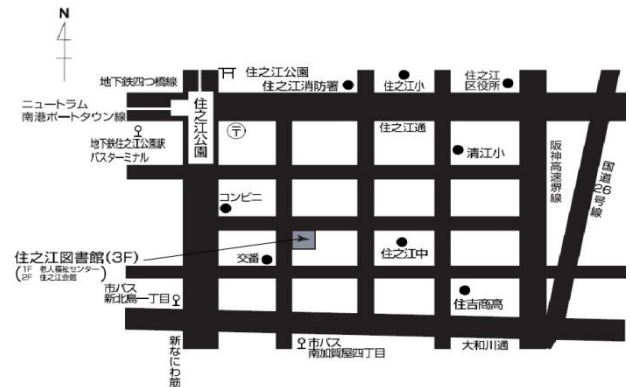 N
地下鉄四つ橋線
住之江公園
住之江消防署
住之江小
住之江
区役所
ニュートラム
南港ポートタウン線
住之江公園
〒
住之江通
地下鉄住之江公園駅
バスターミナル
清江小
阪神高速堺線
国道26号線
コンビニ
住之江図書館(3F)
(1F 老人福祉センター
2F 住之江会館)
交番
住之江中
市バス
新北島一丁目
住吉商高
新なにわ筋
市バス
南加賀屋四丁目
大和川通